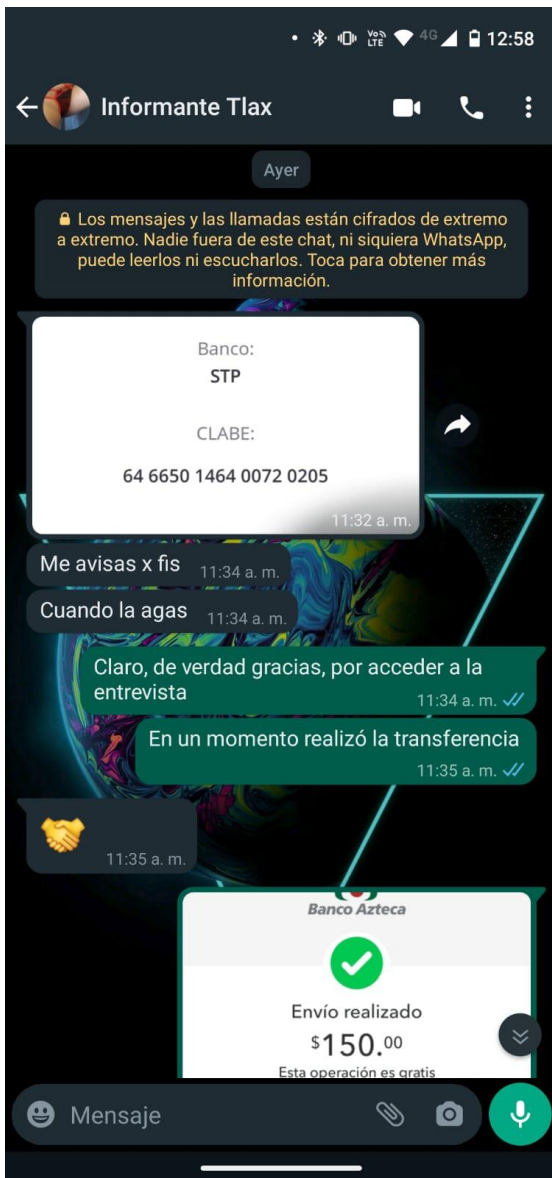 VoD LTE 4G 12:58
Informante Tlax
Ayer
Los mensajes y las llamadas están cifrados de extremo
a extremo. Nadie fuera de este chat, ni siquiera WhatsApp,
puede leerlos ni escucharlos. Toca para obtener más
información.
Banco:
STP
CLABE:
64 6650 1464 0072 0205
11:32 a. m.
Me avisas x fis 11:34 a. m.
Cuando la agas 11:34 a. m.
Claro, de verdad gracias, por acceder a la
entrevista
11:34 a. m.
En un momento realizó la transferencia
11:35 a. m.
11:35 a. m.
Banco Azteca
Envío realizado
$150.00
Esta operación es gratis
Mensaje